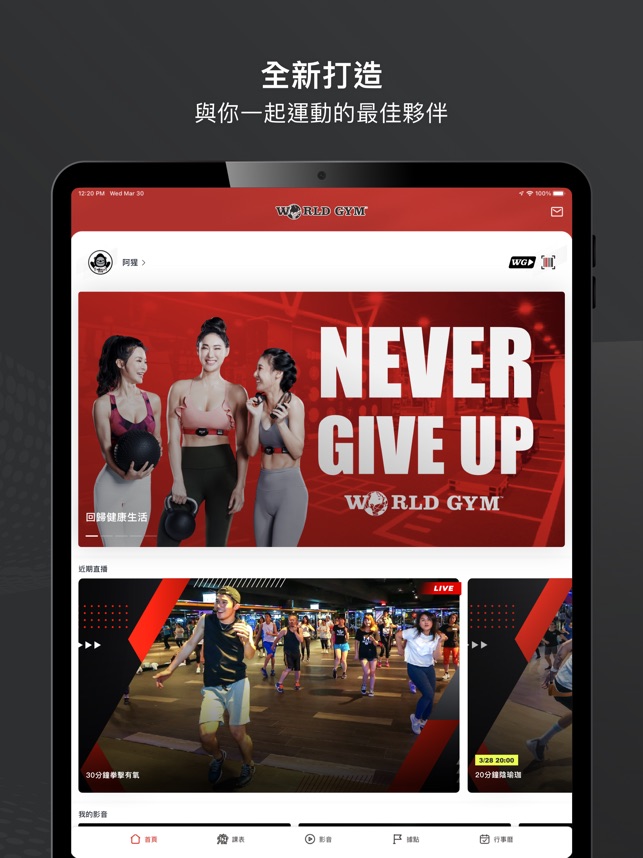 全新打造
與你一起運動的最佳夥伴
12:20 PM Wed Mar 30
100%
WORLD GYM
阿猩
WG
NEVER
GIVE UP
WORLD GYM
回歸健康生活
近期直播
LIVE
30分鐘拳擊有氧
3/28 20:00
20分鐘陰瑜珈
我的影音
首頁
課表
影音
據點
行事曆